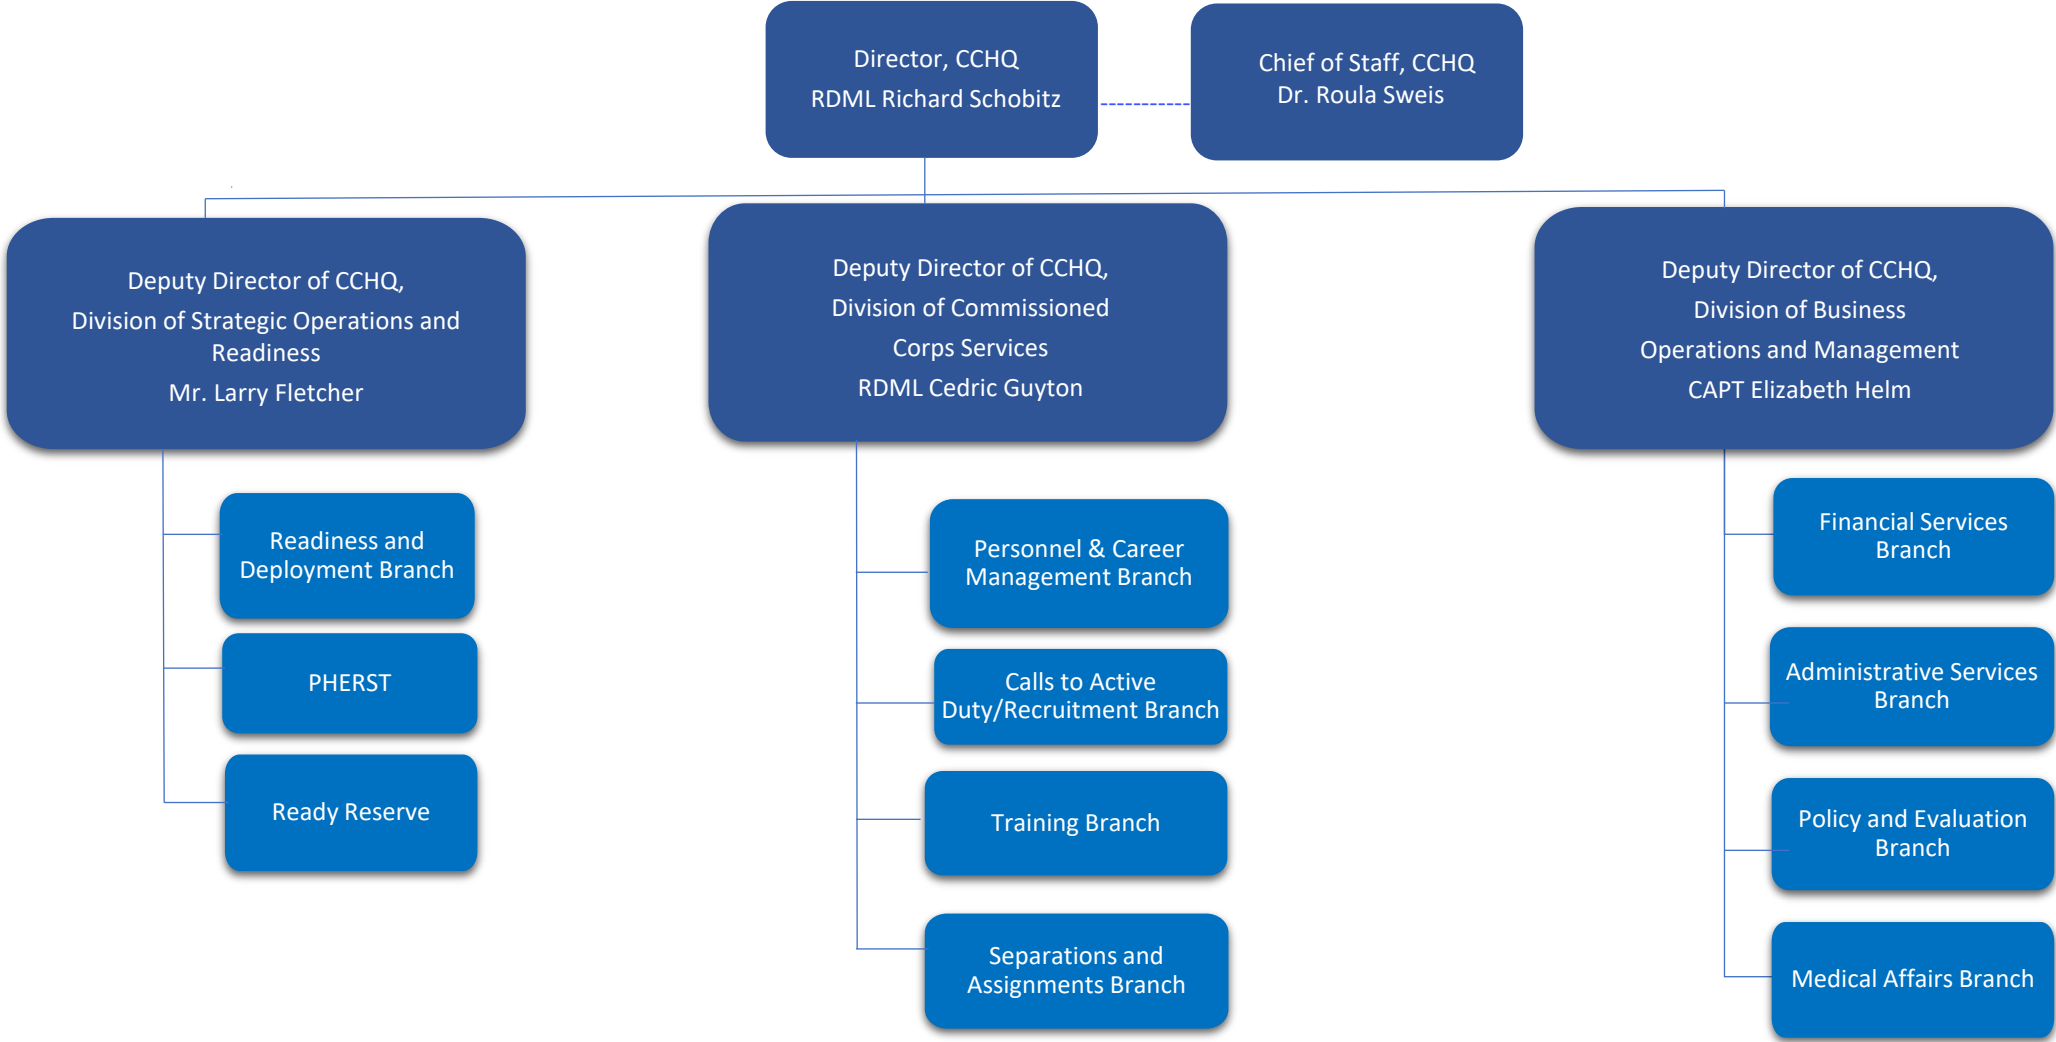 Director, CCHQ
RDML Richard Schobitz
Chief of Staff, CCHQ
Dr. Roula Sweis
Deputy Director of CCHQ,
Division of Strategic Operations and
Readiness
Mr. Larry Fletcher
Deputy Director of CCHQ,
Division of Commissioned
Corps Services
RDML Cedric Guyton
Deputy Director of CCHQ,
Division of Business
Operations and Management
CAPT Elizabeth Helm
Readiness and
Deployment Branch
PHERST
Ready Reserve
Personnel & Career
Management Branch
Calls to Active
Duty/Recruitment Branch
Training Branch
Separations and
Assignments Branch
Financial Services
Branch
Administrative Services
Branch
Policy and Evaluation
Branch
Medical Affairs Branch